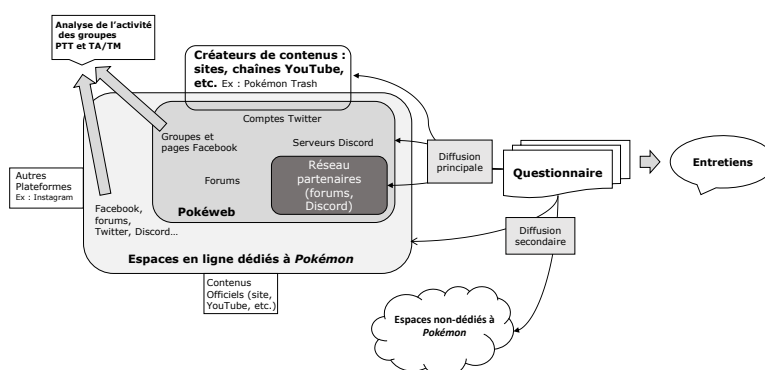 Analyse de l'activité
des groupes
PTT et TA/TM
Créateurs de contenus :
sites, chaînes YouTube,
etc. Ex : Pokémon Trash
Comptes Twitter
Groupes et
pages Facebook
Serveurs Discord
Forums
Réseau
partenaires
(forums,
Discord)
Pokéweb
Autres
Plateformes
Ex : Instagram
Facebook,
forums,
Twitter, Discord...
Espaces en ligne dédiés à Pokémon
Contenus
Officiels (site,
YouTube, etc.)
Diffusion
principale
Questionnaire
Entretiens
Diffusion
secondaire
Espaces non-dédiés à
Pokémon